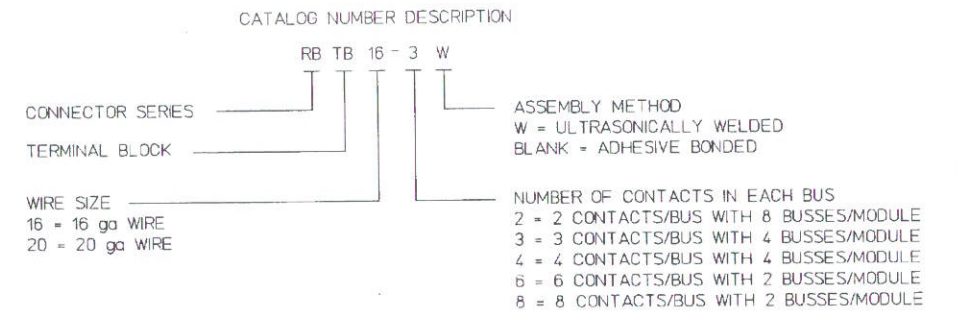 CATALOG NUMBER DESCRIPTION
RB TB 16 - 3 W
CONNECTOR SERIES
TERMINAL BLOCK
WIRE SIZE
16 = 16 ga WIRE
20 = 20 ga WIRE
ASSEMBLY METHOD
W = ULTRASONICALLY WELDED
BLANK = ADHESIVE BONDED
NUMBER OF CONTACTS IN EACH BUS
2 = 2 CONTACTS/BUS WITH 8 BUSSES/MODULE
3 = 3 CONTACTS/BUS WITH 4 BUSSES/MODULE
4 = 4 CONTACTS/BUS WITH 4 BUSSES/MODULE
6 = 6 CONTACTS/BUS WITH 2 BUSSES/MODULE
8 = 8 CONTACTS/BUS WITH 2 BUSSES/MODULE